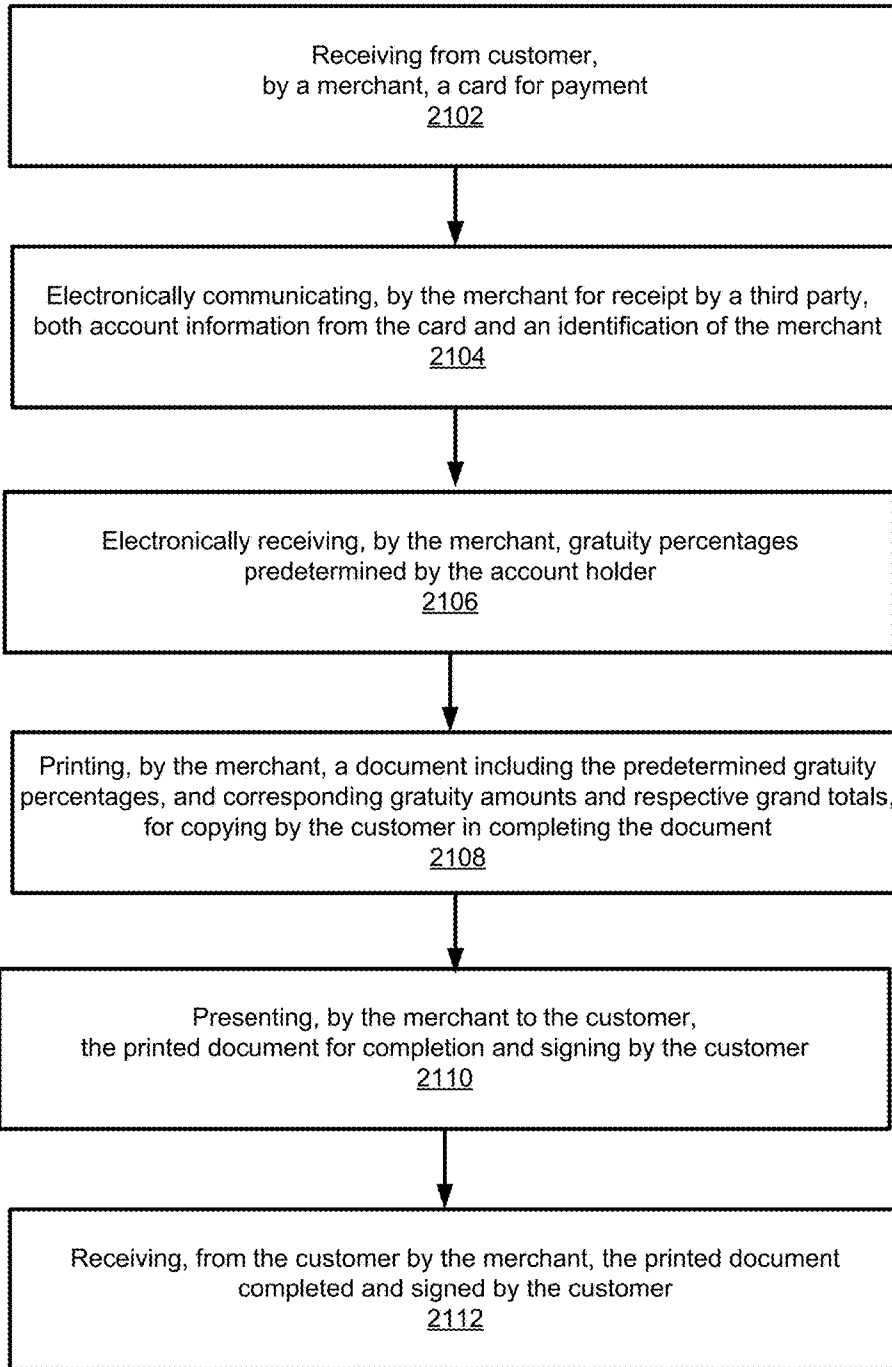 Receiving from customer,
by a merchant, a card for payment
2102
Electronically communicating, by the merchant for receipt by a third party,
both account information from the card and an identification of the merchant
2104
Electronically receiving, by the merchant, gratuity percentages
predetermined by the account holder
2106
Printing, by the merchant, a document including the predetermined gratuity
percentages, and corresponding gratuity amounts and respective grand totals,
for copying by the customer in completing the document
2108
Presenting, by the merchant to the customer,
the printed document for completion and signing by the customer
2110
Receiving, from the customer by the merchant, the printed document
completed and signed by the customer
2112